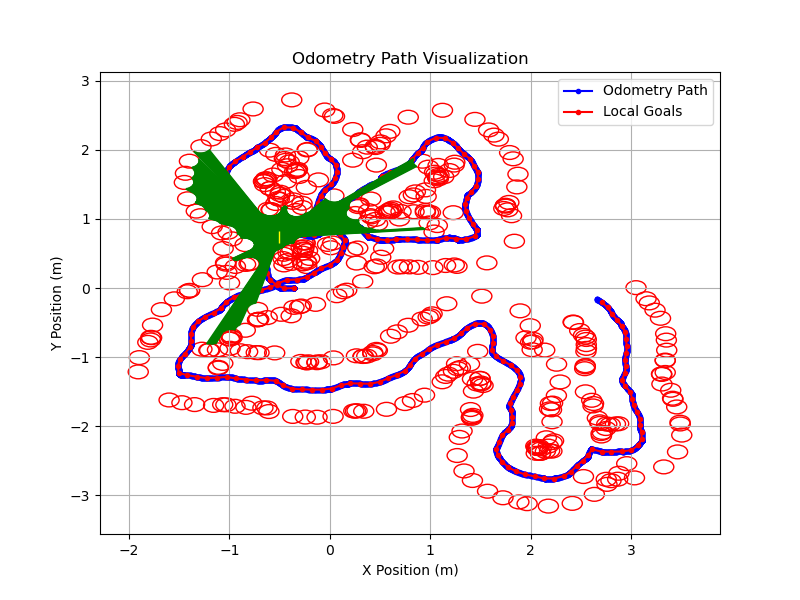 Odometry Path Visualization
Odometry Path
Local Goals
3
2
1
0
−1
−2
−3
Y Position (m)
−2
−1
0
1
2
3
X Position (m)